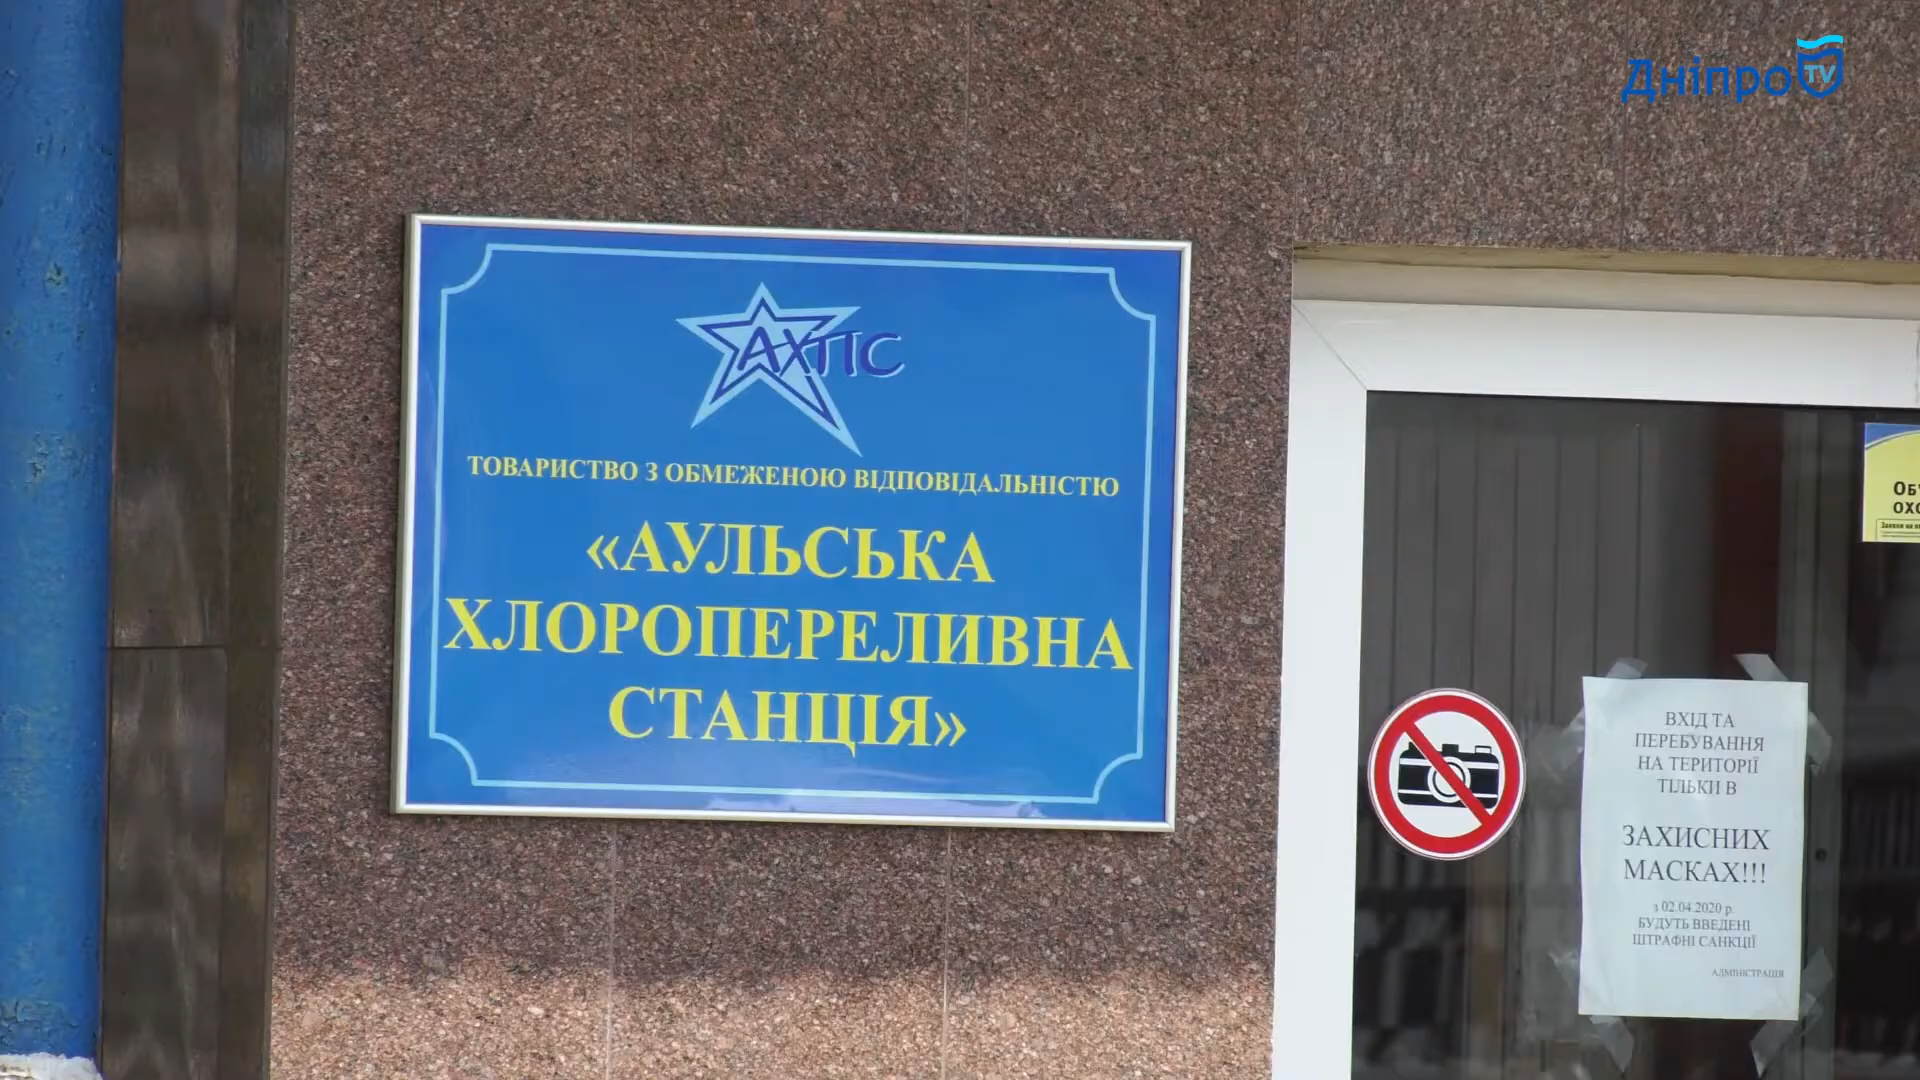 Дніпро TV
АХПС
ТОВАРИСТВО З ОБМЕЖЕНОЮ ВІДПОВІДАЛЬНІСТЮ
«АУЛЬСЬКА
ХЛОРОПЕРЕЛИВНА
СТАНЦІЯ»
ВХІД ТА
ПЕРЕБУВАННЯ
НА ТЕРИТОРІЇ
ТІЛЬКИ В
ЗАХИСНИХ
МАСКАХ!!!
з 02.04.2020 р.
БУДУТЬ ВВЕДЕНІ
ШТРАФНІ САНКЦІЇ
АДМІНІСТРАЦІЯ